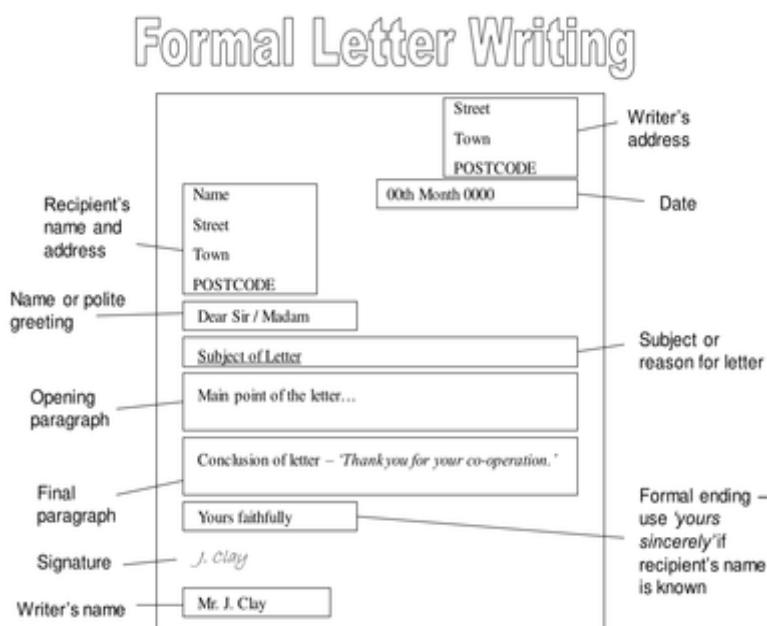 Formal Letter Writing
Street
Town
POSTCODE
Writer's
address
00th Month 0000
Date
Recipient's
name and
address
Name
Street
Town
POSTCODE
Name or polite
greeting
Dear Sir / Madam
Subject of Letter
Subject or
reason for letter
Opening
paragraph
Main point of the letter…
Final
paragraph
Conclusion of letter – 'Thank you for your co-operation.'
Yours faithfully
Formal ending –
use 'yours
sincerely' if
recipient's name
is known
Signature
J. Clay
Writer's name
Mr. J. Clay